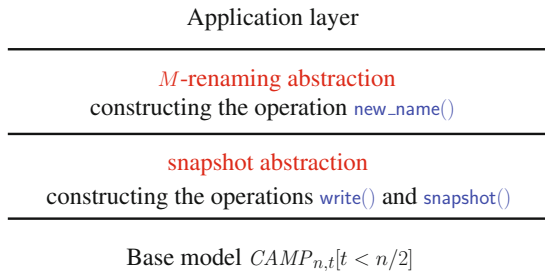 Application layer
M-renaming abstraction
constructing the operation new_name()
snapshot abstraction
constructing the operations write() and snapshot()
Base model CAMPn,t[t < n/2]